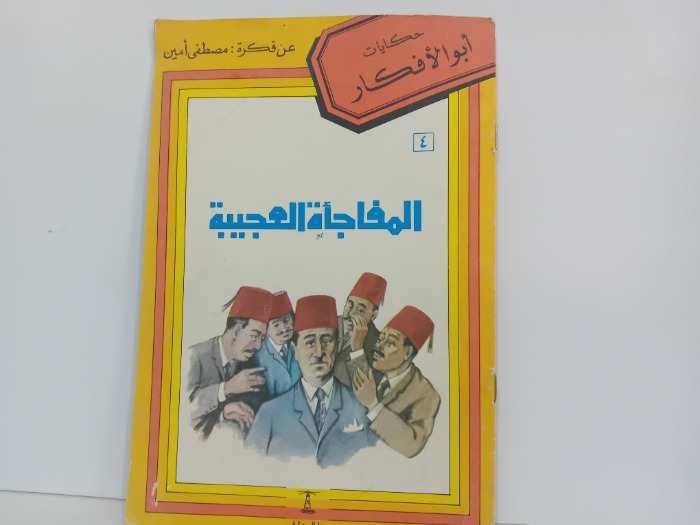 حكايات
أبو الأفكار
عن فكرة : مصطفى أمين
٤
المفاجأة العجيبة